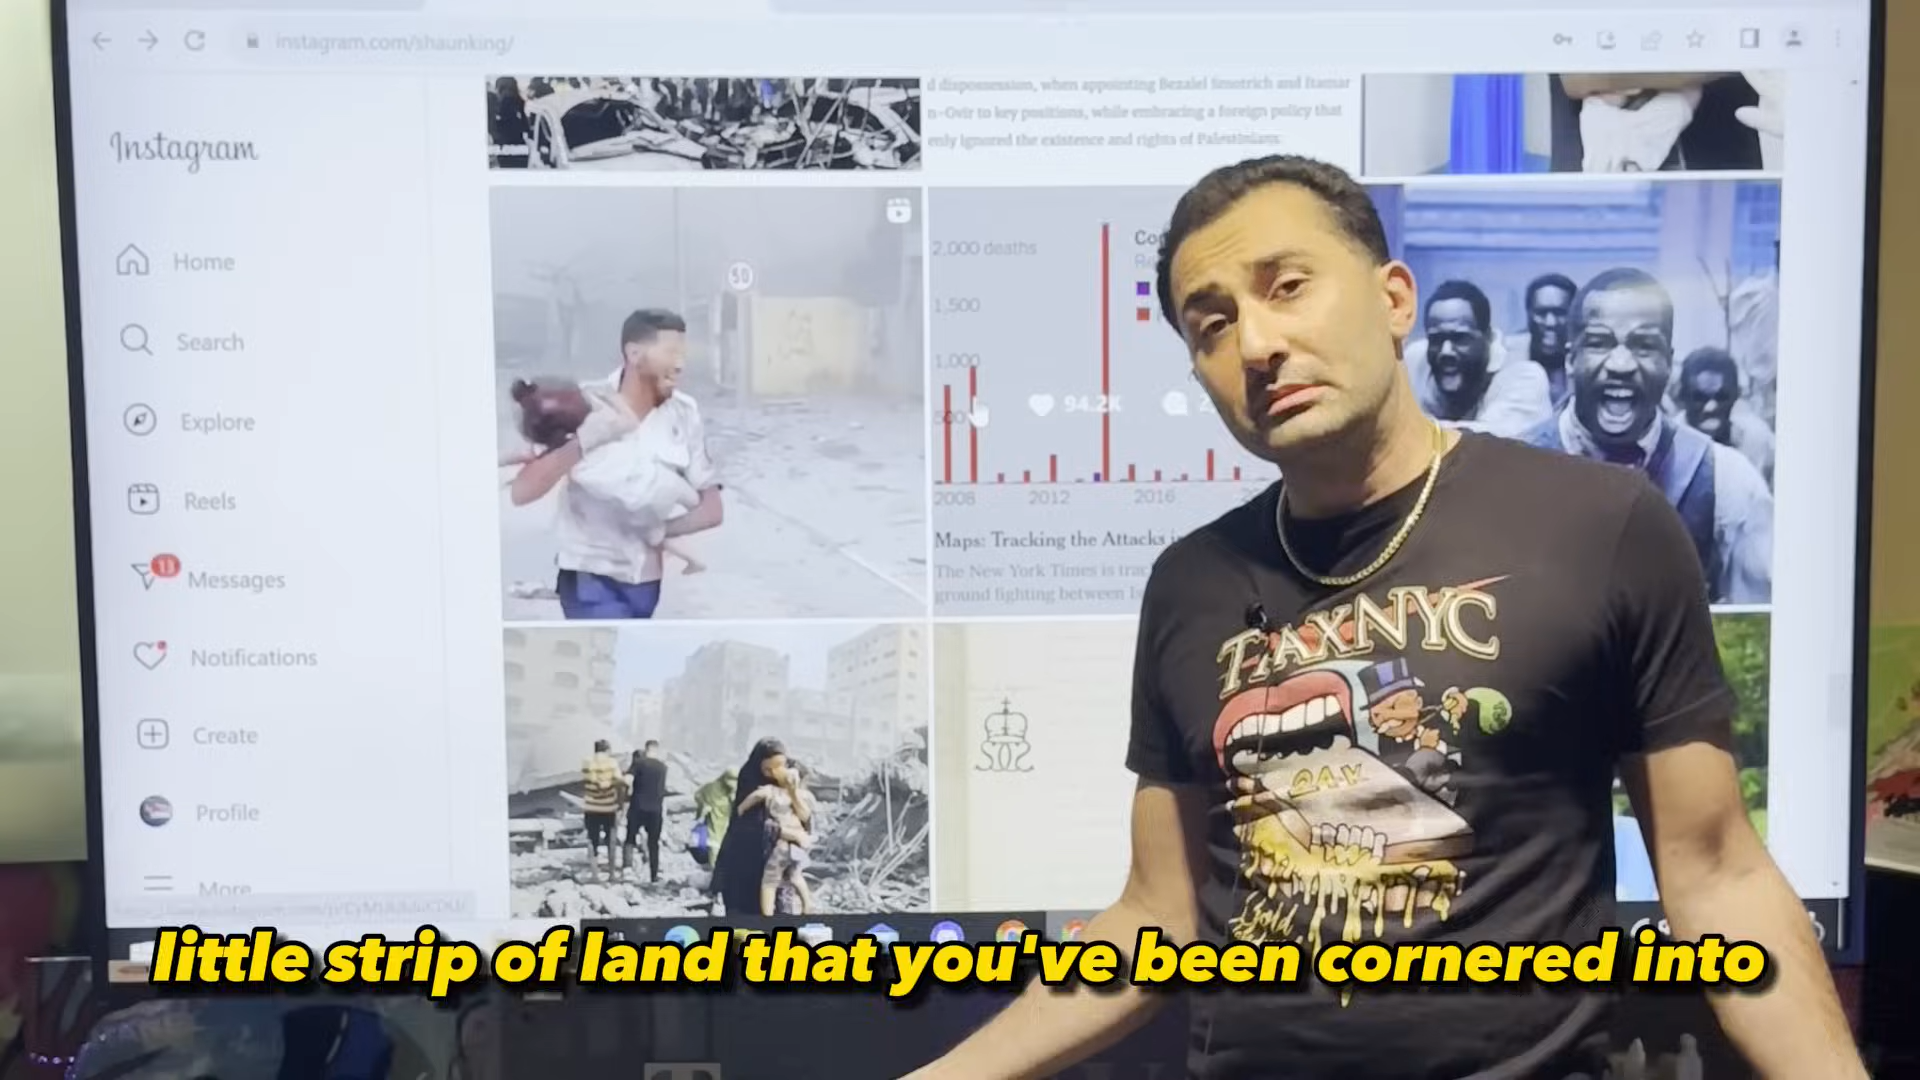 instagram.com/shaunking/
d dispossession, when appointing Bezalel Smotrich and Itamar
n-Gvir to key positions, while embracing a foreign policy that
enly ignored the existence and rights of Palestinians.
Instagram
Home
Search
Explore
Reels
13
Messages
Notifications
Create
Profile
More
50
2,000 deaths
1,500
1,000
500
94.2K
2008
2012
2016
Maps: Tracking the Attacks i
The New York Times is trac
ground fighting between
TAXNYC
little strip of land that you've been cornered into